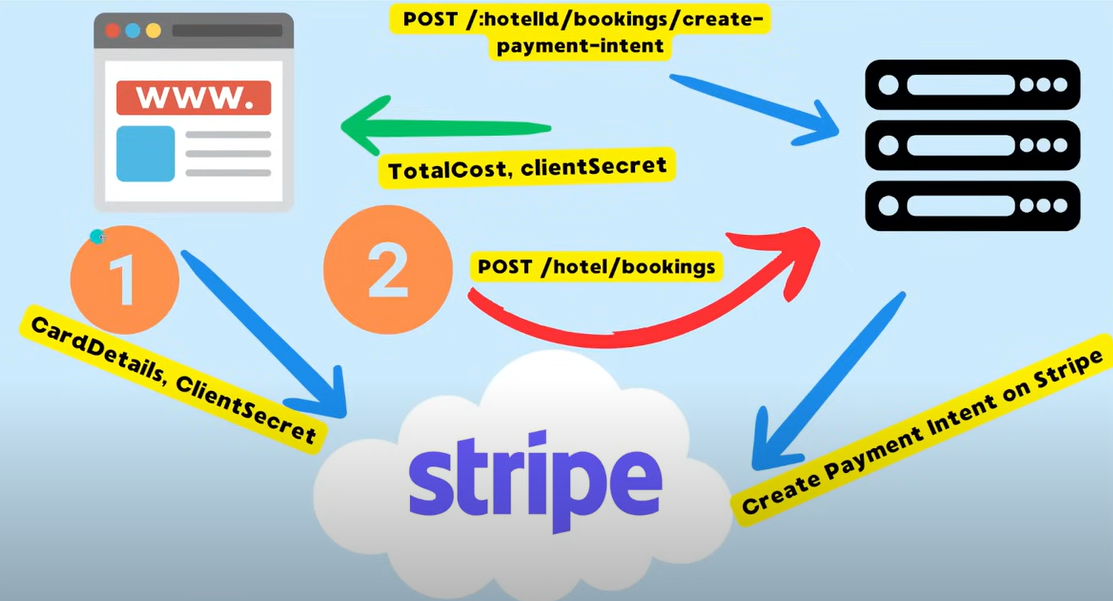 POST /:hotelId/bookings/create-
payment-intent
www.
TotalCost, clientSecret
1
2
POST /hotel/bookings
CardDetails, ClientSecret
stripe
Create Payment Intent on Stripe